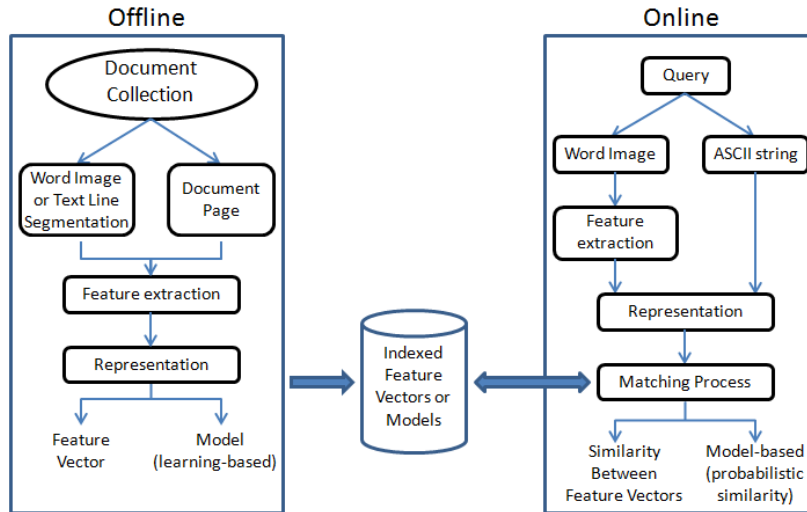 Offline
Document
Collection
Word Image
or Text Line
Segmentation
Document
Page
Feature extraction
Representation
Feature
Vector
Model
(learning-based)
Indexed
Feature
Vectors or
Models
Online
Query
Word Image
ASCII string
Feature
extraction
Representation
Matching Process
Similarity
Between
Feature Vectors
Model-based
(probabilistic
similarity)